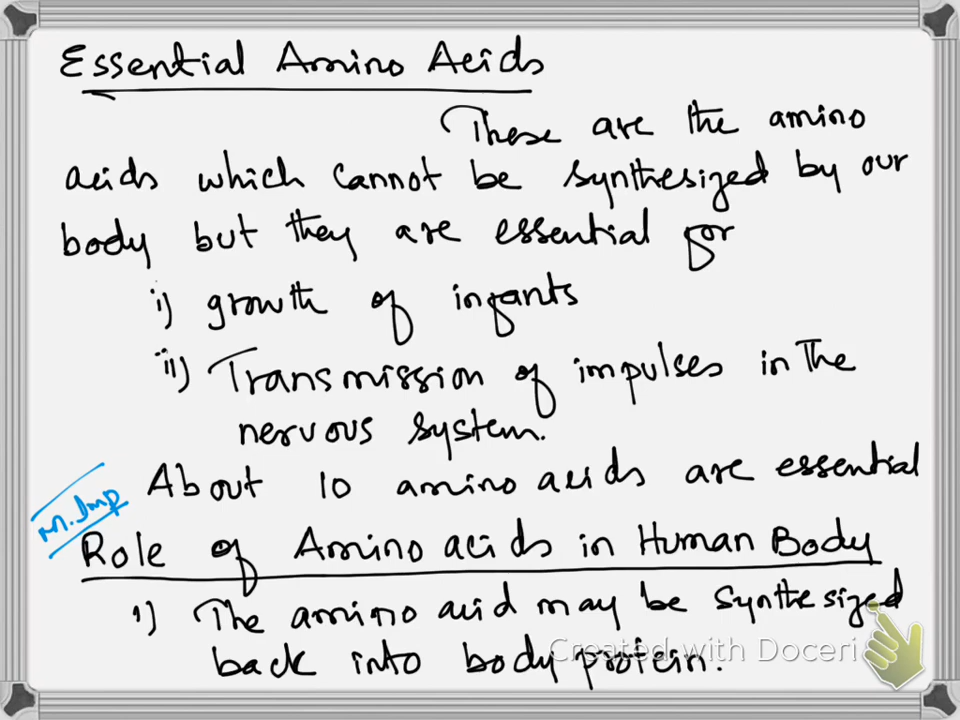 Essential Amino Acids
These are the amino
acids which cannot be synthesized by our
body but they are essential for
i) growth of infants
ii) Transmission of impulses in the
nervous system.
About 10 amino acids are essential
M. Imp
Role of Amino acids in Human Body
1) The amino acid may be synthesized
back into body protein.
Created with Doceri